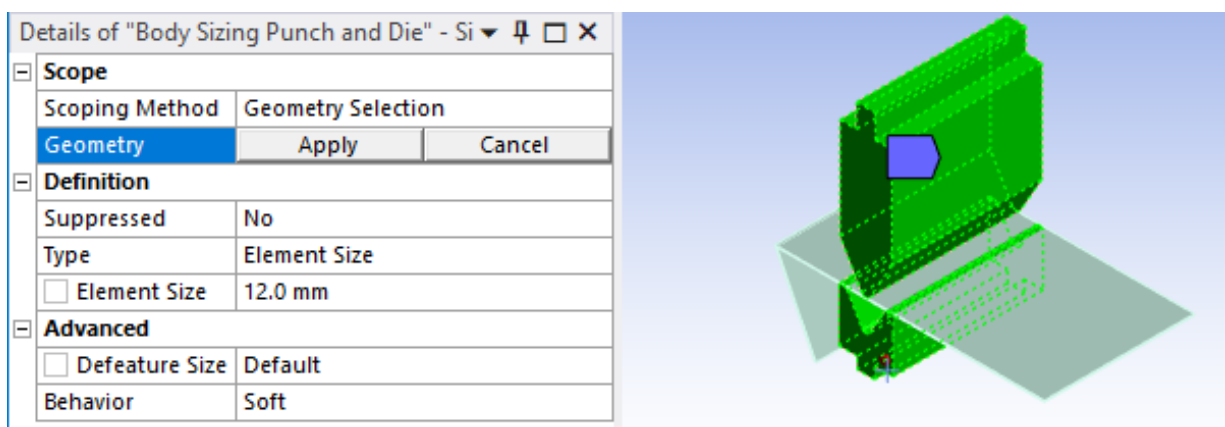 Details of "Body Sizing Punch and Die" - Si
Scope
Scoping Method Geometry Selection
Geometry Apply Cancel
Definition
Suppressed No
Type Element Size
Element Size 12.0 mm
Advanced
Defeature Size Default
Behavior Soft